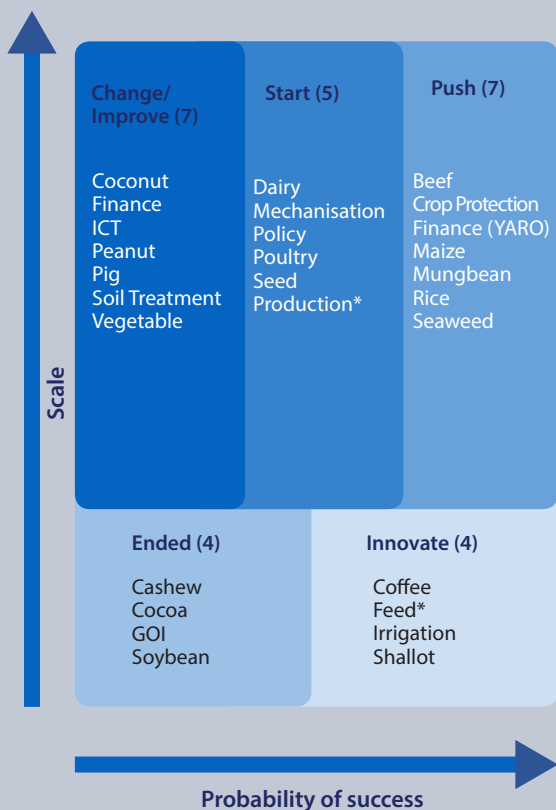 Change/
Improve (7)
Coconut
Finance
ICT
Peanut
Pig
Soil Treatment
Vegetable
Start (5)
Dairy
Mechanisation
Policy
Poultry
Seed
Production*
Push (7)
Beef
Crop Protection
Finance (YARO)
Maize
Mungbean
Rice
Seaweed
Scale
Ended (4)
Cashew
Cocoa
GOI
Soybean
Innovate (4)
Coffee
Feed*
Irrigation
Shallot
Probability of success